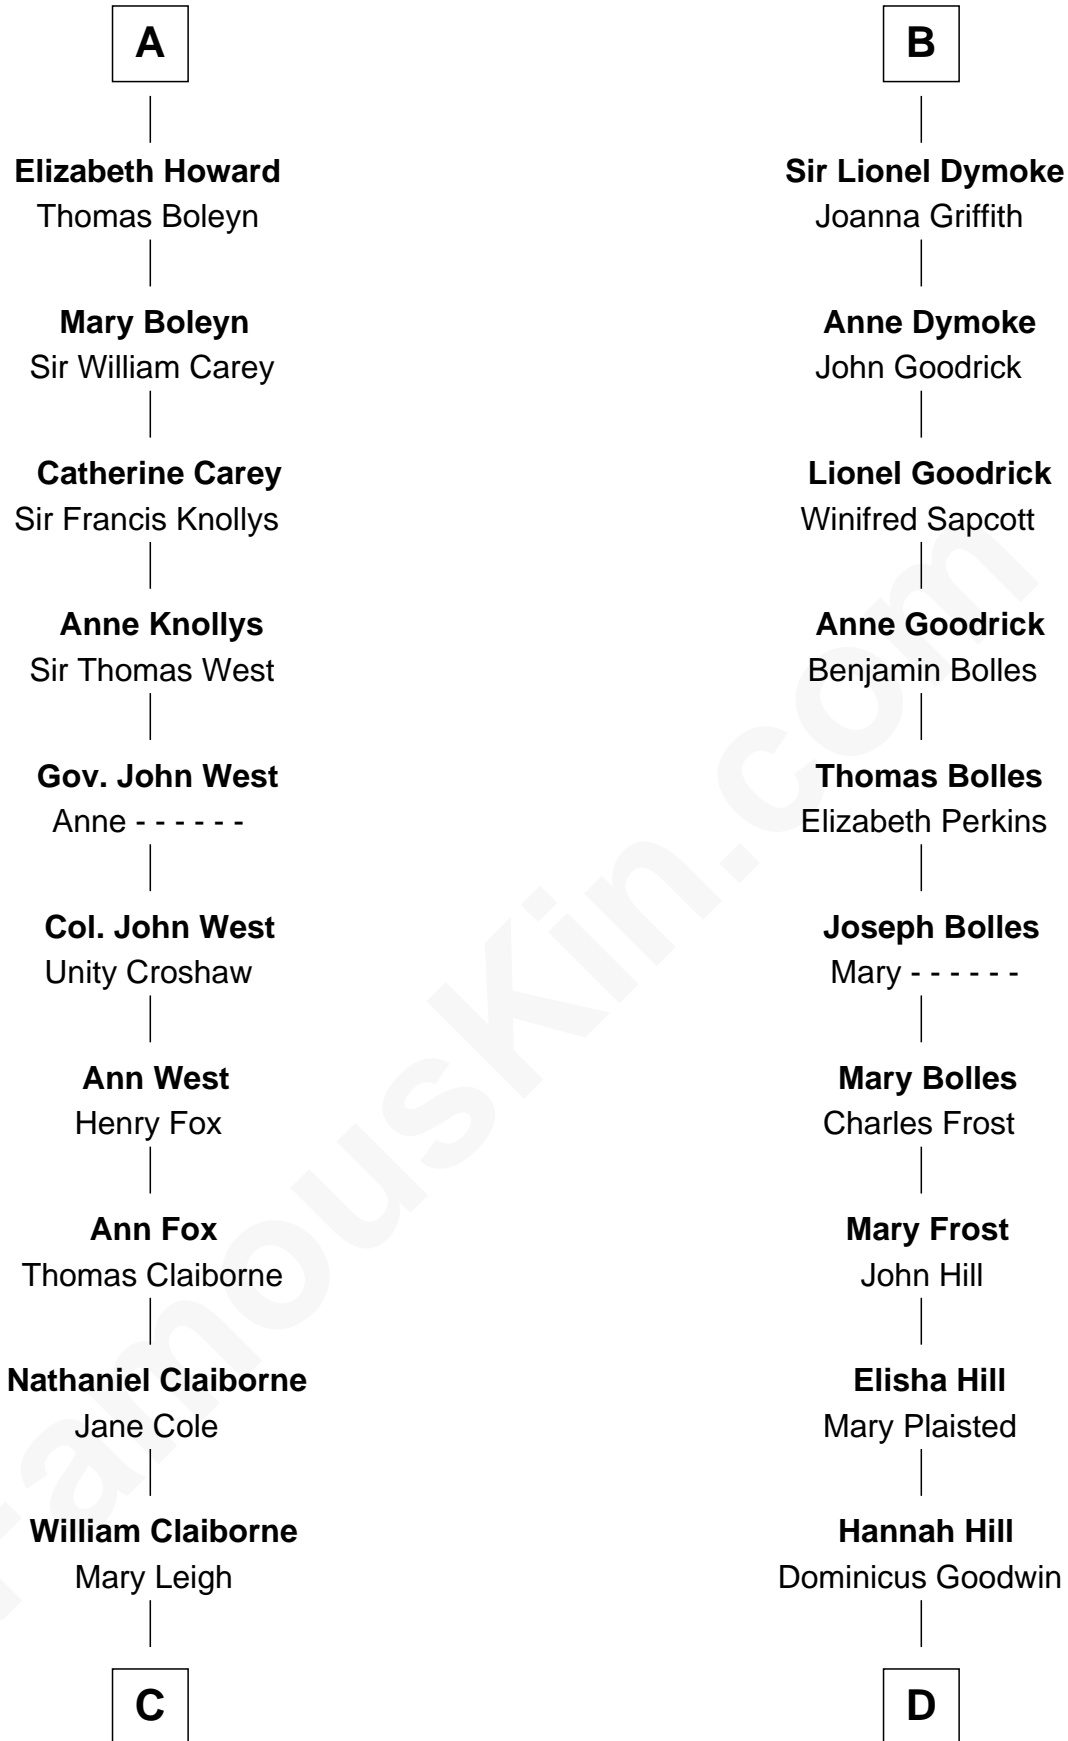 A
Elizabeth Howard
Thomas Boleyn
Mary Boleyn
Sir William Carey
Catherine Carey
Sir Francis Knollys
Anne Knollys
Sir Thomas West
Gov. John West
Anne - - - - - -
Col. John West
Unity Croshaw
Ann West
Henry Fox
Ann Fox
Thomas Claiborne
Nathaniel Claiborne
Jane Cole
William Claiborne
Mary Leigh
C
B
Sir Lionel Dymoke
Joanna Griffith
Anne Dymoke
John Goodrick
Lionel Goodrick
Winifred Sapcott
Anne Goodrick
Benjamin Bolles
Thomas Bolles
Elizabeth Perkins
Joseph Bolles
Mary - - - - - -
Mary Bolles
Charles Frost
Mary Frost
John Hill
Elisha Hill
Mary Plaisted
Hannah Hill
Dominicus Goodwin
D
FamousKin.com